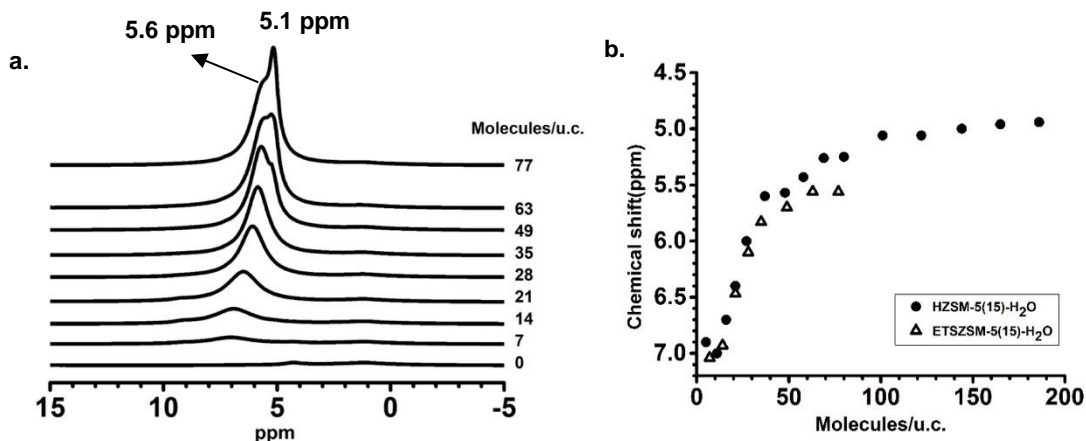 a.
5.6 ppm
5.1 ppm
Molecules/u.c.
77
63
49
35
28
21
14
7
0
15
10
5
0
-5
ppm
b.
4.5
5.0
5.5
6.0
6.5
7.0
Chemical shift(ppm)
HZSM-5(15)-H₂O
ETSZSM-5(15)-H₂O
0
50
100
150
200
Molecules/u.c.